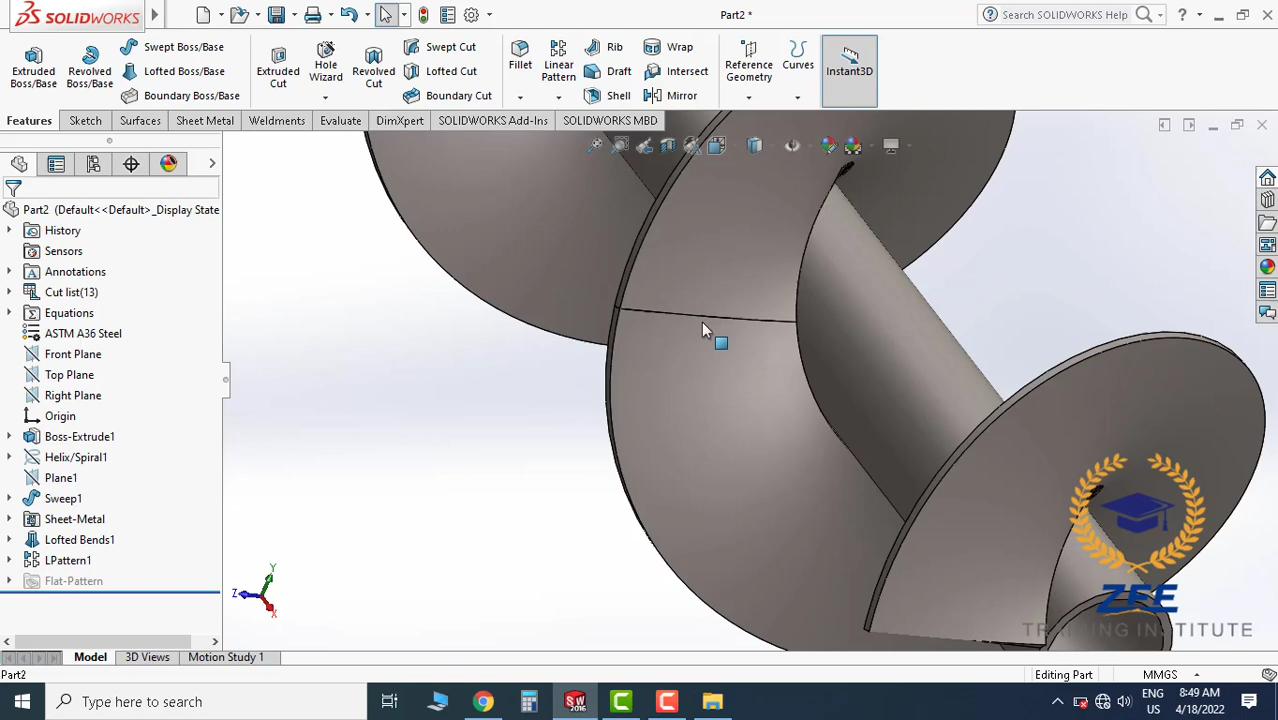 SOLIDWORKS
Part2 *
Search SOLIDWORKS Help
Extruded Boss/Base
Revolved Boss/Base
Swept Boss/Base
Lofted Boss/Base
Boundary Boss/Base
Extruded Cut
Hole Wizard
Revolved Cut
Swept Cut
Lofted Cut
Boundary Cut
Fillet
Linear Pattern
Rib
Draft
Shell
Wrap
Intersect
Mirror
Reference Geometry
Curves
Instant3D
Features
Sketch
Surfaces
Sheet Metal
Weldments
Evaluate
DimXpert
SOLIDWORKS Add-Ins
SOLIDWORKS MBD
Part2 (Default<<Default>_Display State
History
Sensors
Annotations
Cut list(13)
Equations
ASTM A36 Steel
Front Plane
Top Plane
Right Plane
Origin
Boss-Extrude1
Helix/Spiral1
Plane1
Sweep1
Sheet-Metal
Lofted Bends1
LPattern1
Flat-Pattern
Y
Z
X
ZEE
TRAINING INSTITUTE
Model
3D Views
Motion Study 1
Part2
Editing Part
MMGS
Type here to search
SW
2016
ENG
US
8:49 AM
4/18/2022